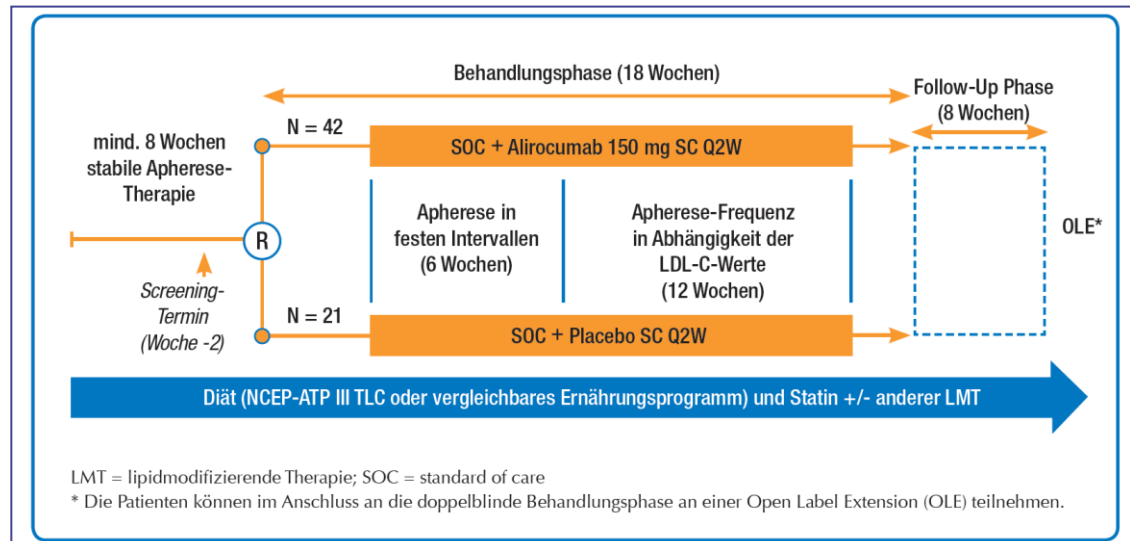 Behandlungsphase (18 Wochen)
Follow-Up Phase
(8 Wochen)
mind. 8 Wochen
stabile Apherese-
Therapie
N = 42
SOC + Alirocumab 150 mg SC Q2W
R
Apherese in
festen Intervallen
(6 Wochen)
Apherese-Frequenz
in Abhängigkeit der
LDL-C-Werte
(12 Wochen)
OLE*
Screening-
Termin
(Woche -2)
N = 21
SOC + Placebo SC Q2W
Diät (NCEP-ATP III TLC oder vergleichbares Ernährungsprogramm) und Statin +/- anderer LMT
LMT = lipidmodifizierende Therapie; SOC = standard of care
* Die Patienten können im Anschluss an die doppelblinde Behandlungsphase an einer Open Label Extension (OLE) teilnehmen.